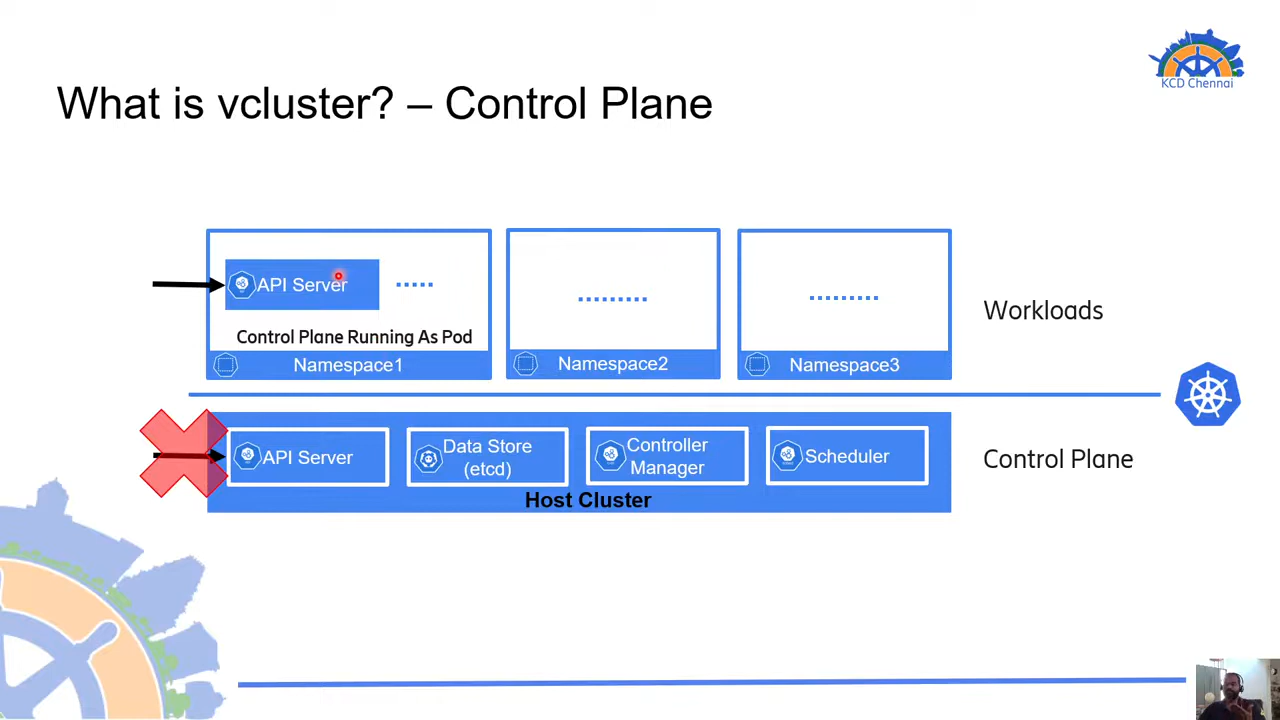 KCD Chennai
What is vcluster? – Control Plane
API Server
Control Plane Running As Pod
Namespace1
Namespace2
Namespace3
Workloads
API Server
Data Store
(etcd)
Controller
Manager
Scheduler
Host Cluster
Control Plane